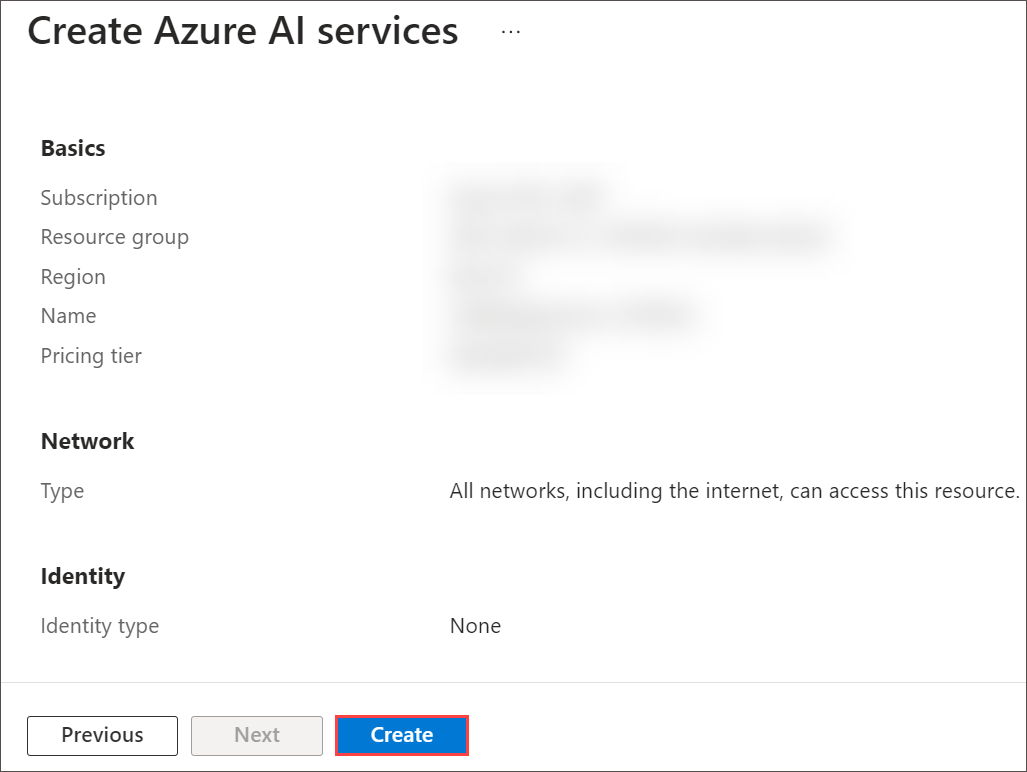 Create Azure AI services ...
Basics
Subscription
Resource group
Region
Name
Pricing tier
Network
Type All networks, including the internet, can access this resource.
Identity
Identity type None
Previous Next Create